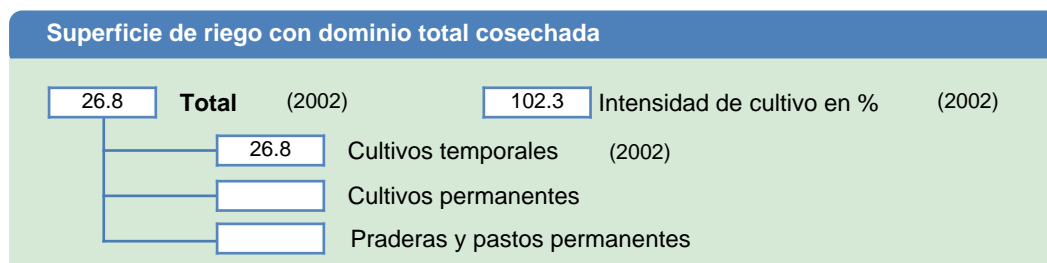 Superficie de riego con dominio total cosechada
26.8 Total (2002) 102.3 Intensidad de cultivo en % (2002)
26.8 Cultivos temporales (2002)
Cultivos permanentes
Praderas y pastos permanentes